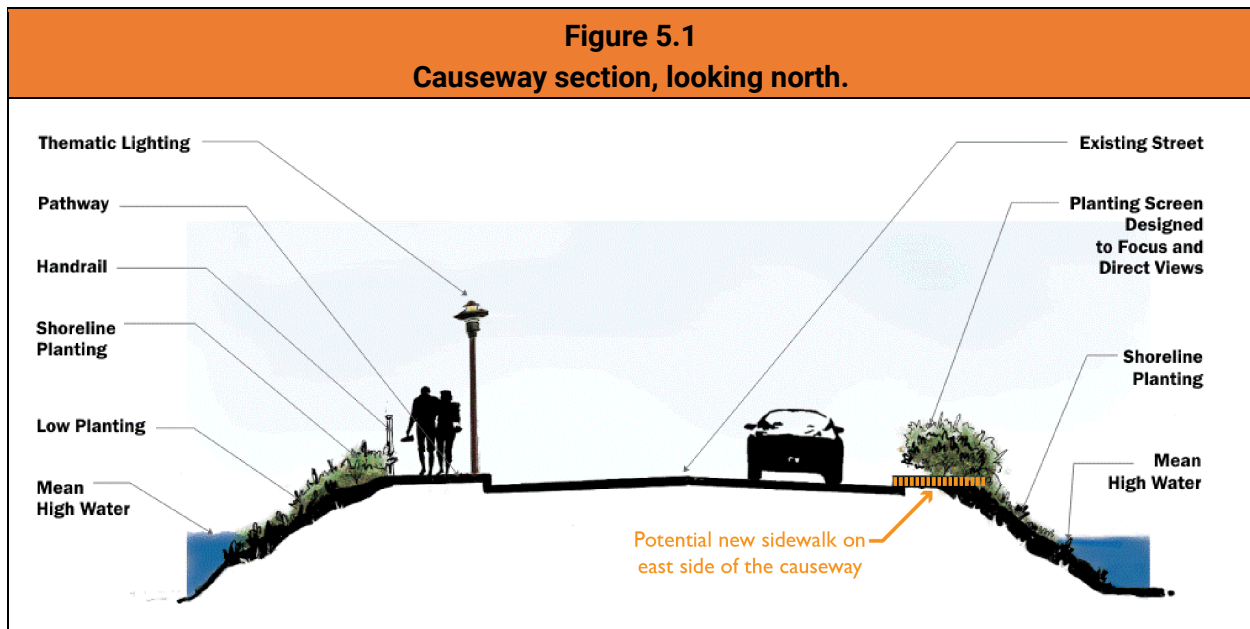 Figure 5.1
Causeway section, looking north.
Thematic Lighting
Pathway
Handrail
Shoreline
Planting
Low Planting
Mean
High Water
Existing Street
Planting Screen
Designed
to Focus and
Direct Views
Shoreline
Planting
Mean
High Water
Potential new sidewalk on
east side of the causeway